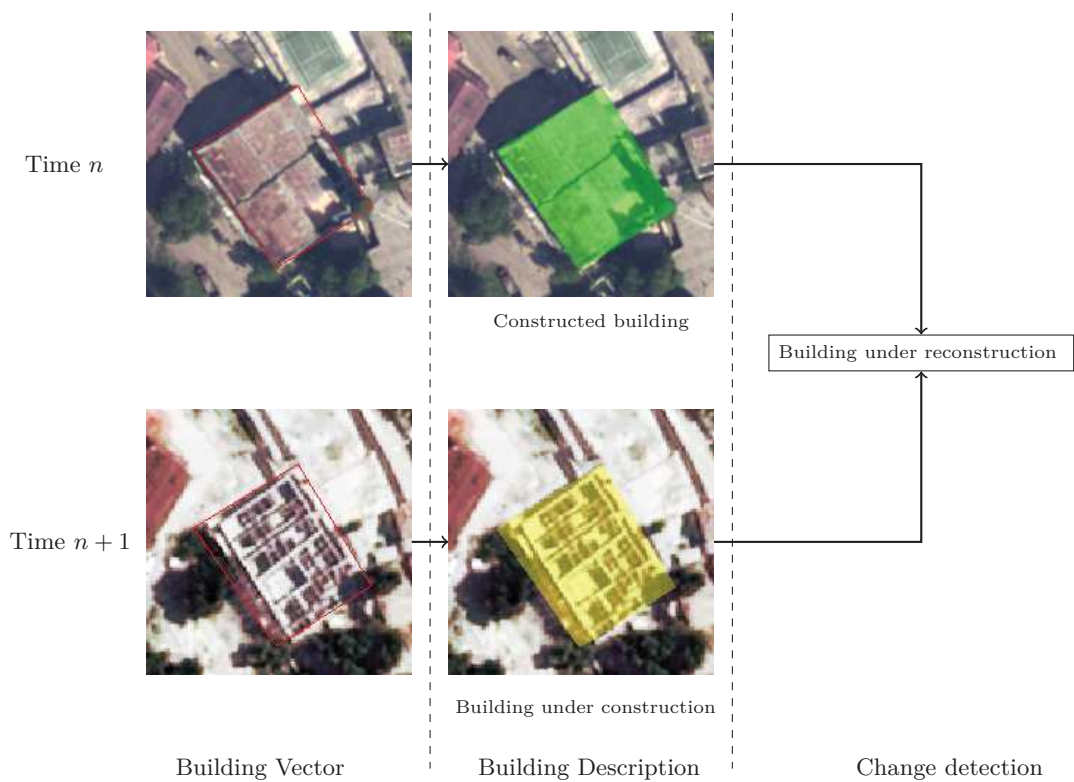 Time n
Constructed building
Building under reconstruction
Time n + 1
Building under construction
Building Vector
Building Description
Change detection